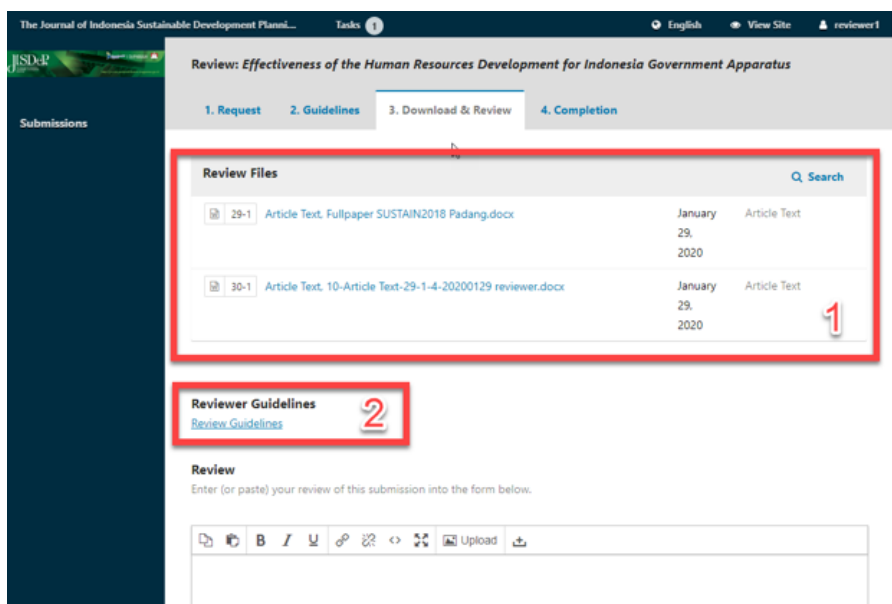 The Journal of Indonesia Sustainable Development Planni... Tasks 1 English View Site reviewer1
JISDeP
Review: Effectiveness of the Human Resources Development for Indonesia Government Apparatus
Submissions
1. Request 2. Guidelines 3. Download & Review 4. Completion
Review Files Search
29-1 Article Text, Fullpaper SUSTAIN2018 Padang.docx January 29, 2020 Article Text
30-1 Article Text, 10-Article Text-29-1-4-20200129 reviewer.docx January 29, 2020 Article Text
1
Reviewer Guidelines
Review Guidelines
2
Review
Enter (or paste) your review of this submission into the form below.
B I U Upload